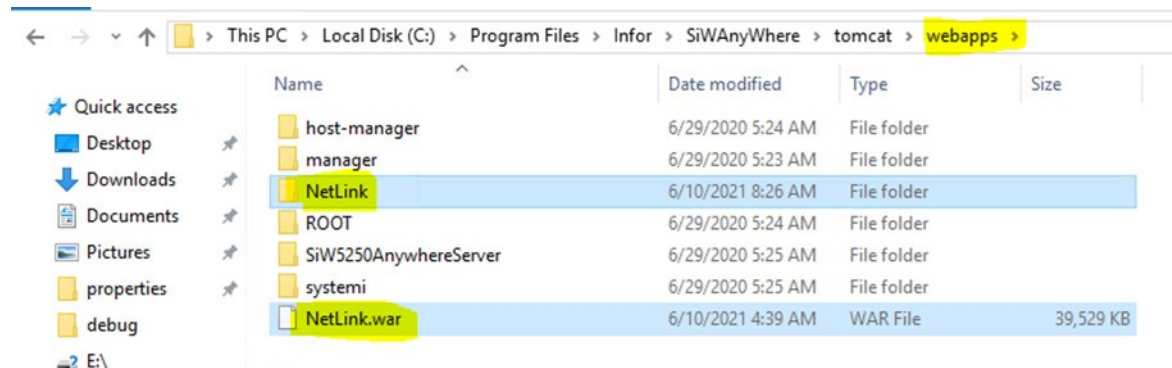 This PC > Local Disk (C:) > Program Files > Infor > SiWAnyWhere > tomcat > webapps >
Name Date modified Type Size
Quick access
host-manager 6/29/2020 5:24 AM File folder
Desktop
manager 6/29/2020 5:23 AM File folder
Downloads
NetLink 6/10/2021 8:26 AM File folder
Documents
ROOT 6/29/2020 5:24 AM File folder
Pictures
SiW5250AnywhereServer 6/29/2020 5:25 AM File folder
properties
systemi 6/29/2020 5:25 AM File folder
debug
NetLink.war 6/10/2021 4:39 AM WAR File 39,529 KB
E:\